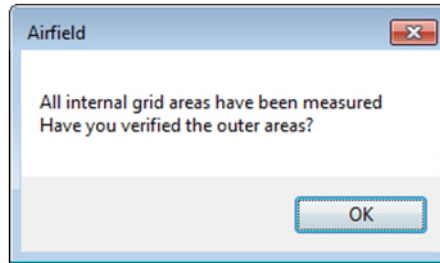 Airfield
All internal grid areas have been measured
Have you verified the outer areas?
OK